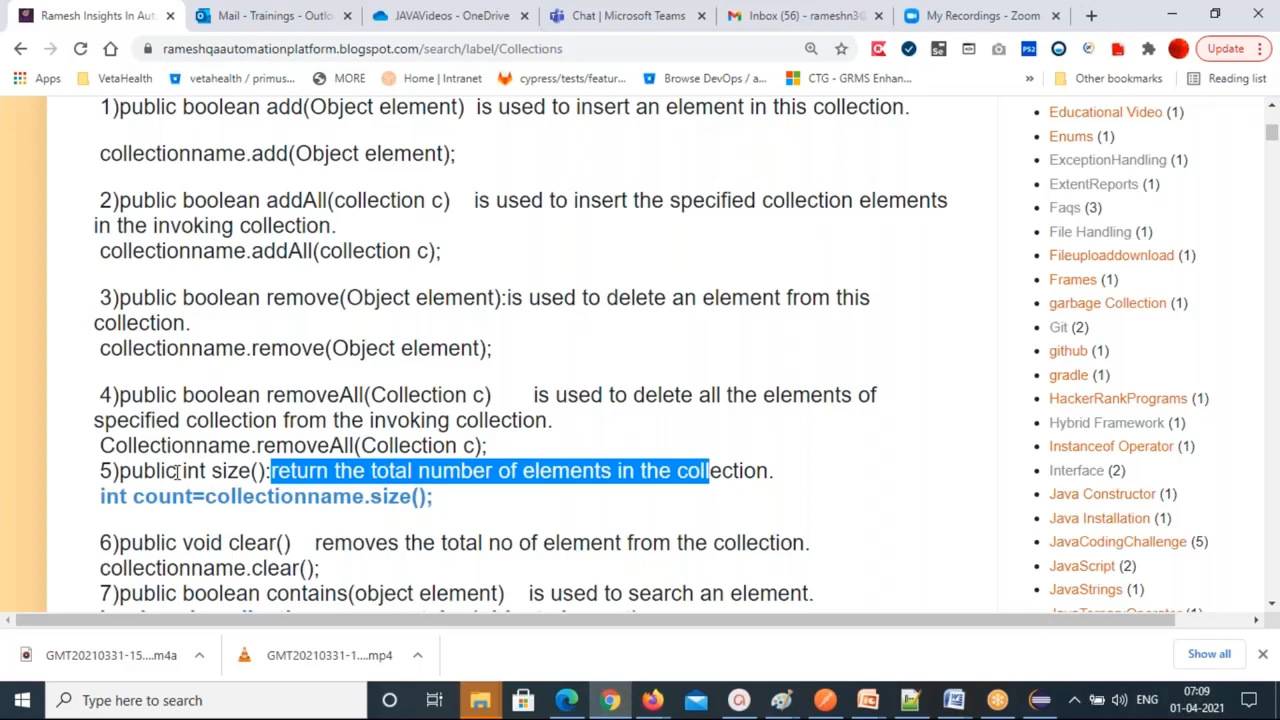 Ramesh Insights In Aut
Mail - Trainings - Outlo
JAVAVideos - OneDrive
Chat | Microsoft Teams
Inbox (56) - rameshn3@
My Recordings - Zoom
rameshqaautomationplatform.blogspot.com/search/label/Collections
Update
Apps
VetaHealth
vetahealth / primus...
MORE
Home | Intranet
cypress/tests/featur...
Browse DevOps / a...
CTG - GRMS Enhan...
»
Other bookmarks
Reading list
1)public boolean add(Object element)  is used to insert an element in this collection.
collectionname.add(Object element);
2)public boolean addAll(collection c)    is used to insert the specified collection elements
in the invoking collection.
collectionname.addAll(collection c);
3)public boolean remove(Object element):is used to delete an element from this
collection.
collectionname.remove(Object element);
4)public boolean removeAll(Collection c)       is used to delete all the elements of
specified collection from the invoking collection.
Collectionname.removeAll(Collection c);
5)public int size():return the total number of elements in the collection.
int count=collectionname.size();
6)public void clear()    removes the total no of element from the collection.
collectionname.clear();
7)public boolean contains(object element)    is used to search an element.
Educational Video (1)
Enums (1)
ExceptionHandling (1)
ExtentReports (1)
Faqs (3)
File Handling (1)
Fileuploaddownload (1)
Frames (1)
garbage Collection (1)
Git (2)
github (1)
gradle (1)
HackerRankPrograms (1)
Hybrid Framework (1)
Instanceof Operator (1)
Interface (2)
Java Constructor (1)
Java Installation (1)
JavaCodingChallenge (5)
JavaScript (2)
JavaStrings (1)
JavaTernaryOperator (1)
GMT20210331-15....m4a
GMT20210331-1....mp4
Show all
Type here to search
ENG
07:09
01-04-2021